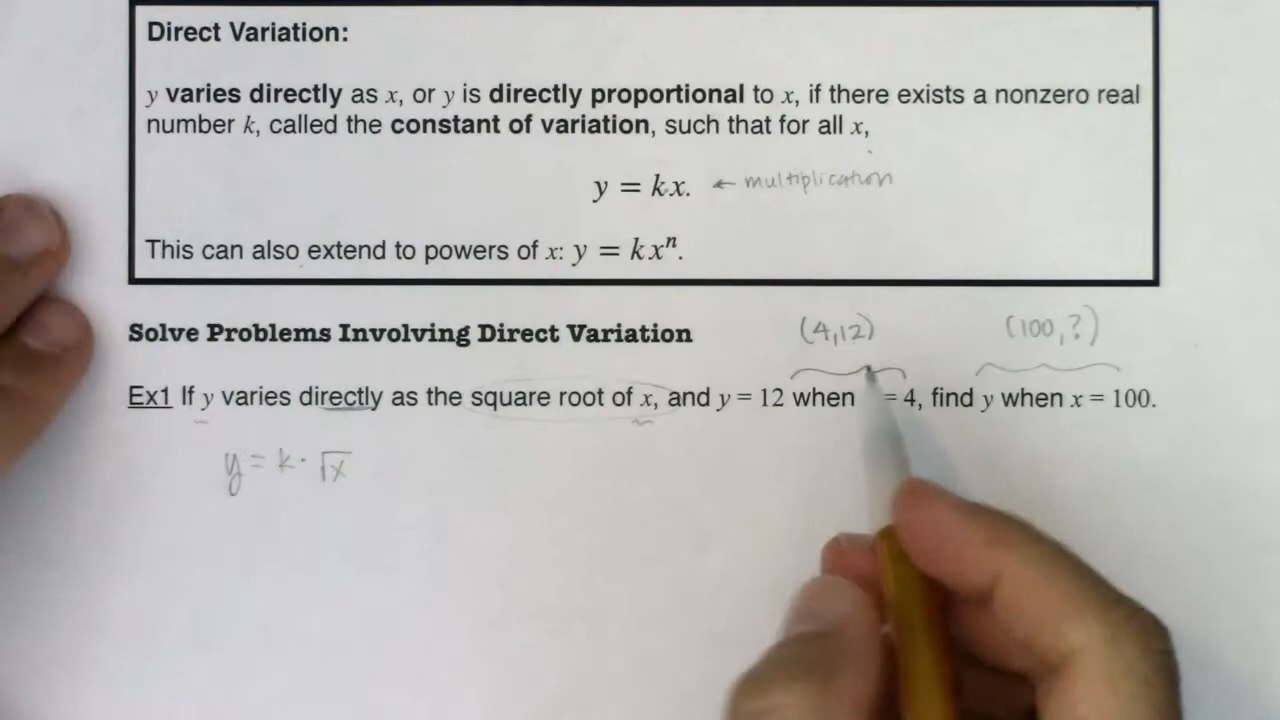 Direct Variation:
y varies directly as x, or y is directly proportional to x, if there exists a nonzero real
number k, called the constant of variation, such that for all x,
y = kx. ← multiplication
This can also extend to powers of x: y = kxⁿ.
Solve Problems Involving Direct Variation (4,12) (100,?)
Ex1 If y varies directly as the square root of x, and y = 12 when = 4, find y when x = 100.
y = k · √x